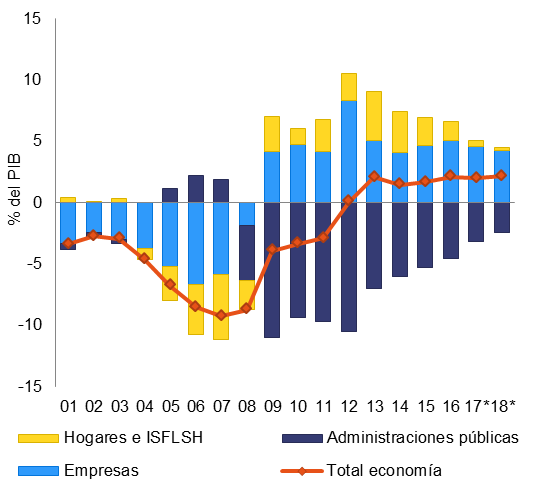 15
10
5
0
-5
-10
-15
% del PIB
01 02 03 04 05 06 07 08 09 10 11 12 13 14 15 16 17* 18*
Hogares e ISFLSH Administraciones públicas
Empresas Total economía